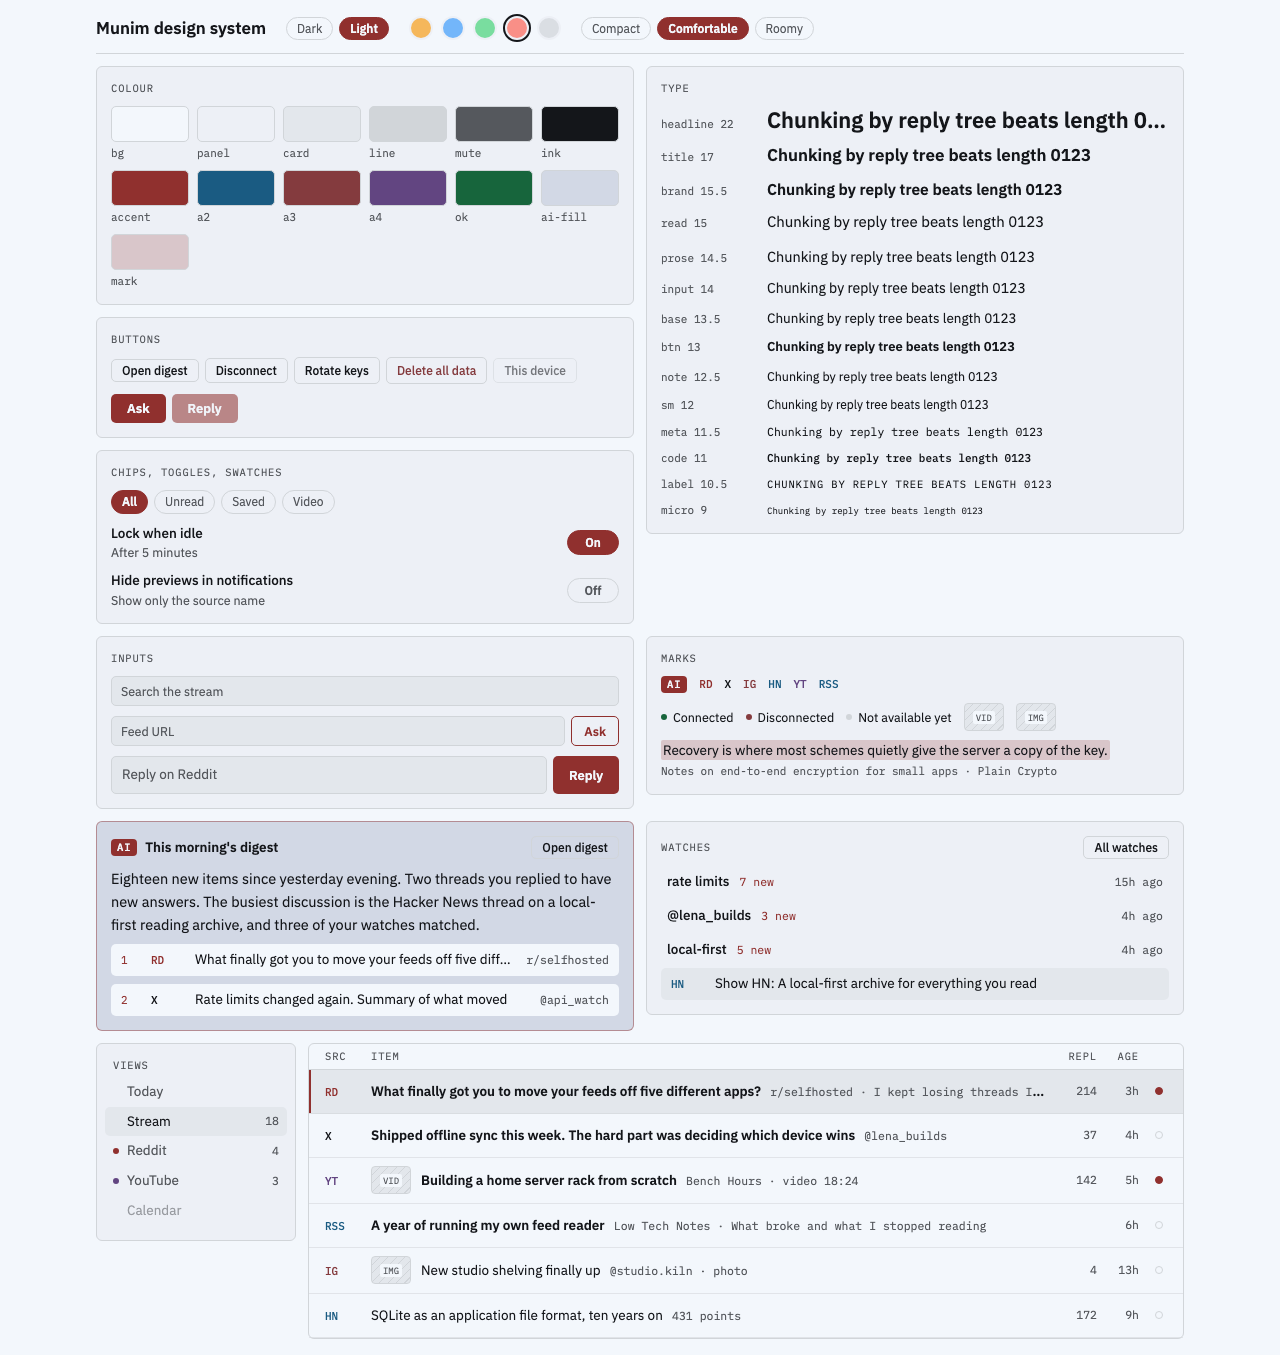 Munim design system Dark Light Compact Comfortable Roomy
COLOUR
bg panel card line mute ink
accent a2 a3 a4 ok ai-fill
mark
TYPE
headline 22 Chunking by reply tree beats length 0...
title 17 Chunking by reply tree beats length 0123
brand 15.5 Chunking by reply tree beats length 0123
read 15 Chunking by reply tree beats length 0123
prose 14.5 Chunking by reply tree beats length 0123
input 14 Chunking by reply tree beats length 0123
base 13.5 Chunking by reply tree beats length 0123
btn 13 Chunking by reply tree beats length 0123
note 12.5 Chunking by reply tree beats length 0123
sm 12 Chunking by reply tree beats length 0123
meta 11.5 Chunking by reply tree beats length 0123
code 11 Chunking by reply tree beats length 0123
label 10.5 CHUNKING BY REPLY TREE BEATS LENGTH 0123
micro 9 Chunking by reply tree beats length 0123
BUTTONS
Open digest Disconnect Rotate keys Delete all data This device
Ask Reply
CHIPS, TOGGLES, SWATCHES
All Unread Saved Video
Lock when idle
After 5 minutes
On
Hide previews in notifications
Show only the source name
Off
INPUTS
Search the stream
Feed URL Ask
Reply on Reddit Reply
MARKS
AI RD X IG HN YT RSS
Connected Disconnected Not available yet VID IMG
Recovery is where most schemes quietly give the server a copy of the key.
Notes on end-to-end encryption for small apps · Plain Crypto
AI This morning's digest Open digest
Eighteen new items since yesterday evening. Two threads you replied to have
new answers. The busiest discussion is the Hacker News thread on a local-
first reading archive, and three of your watches matched.
1 RD What finally got you to move your feeds off five diff... r/selfhosted
2 X Rate limits changed again. Summary of what moved @api_watch
WATCHES All watches
rate limits 7 new 15h ago
@lena_builds 3 new 4h ago
local-first 5 new 4h ago
HN Show HN: A local-first archive for everything you read
VIEWS
Today
Stream 18
Reddit 4
YouTube 3
Calendar
SRC ITEM REPL AGE
RD What finally got you to move your feeds off five different apps? r/selfhosted · I kept losing threads I... 214 3h
X Shipped offline sync this week. The hard part was deciding which device wins @lena_builds 37 4h
YT VID Building a home server rack from scratch Bench Hours · video 18:24 142 5h
RSS A year of running my own feed reader Low Tech Notes · What broke and what I stopped reading 6h
IG IMG New studio shelving finally up @studio.kiln · photo 4 13h
HN SQLite as an application file format, ten years on 431 points 172 9h